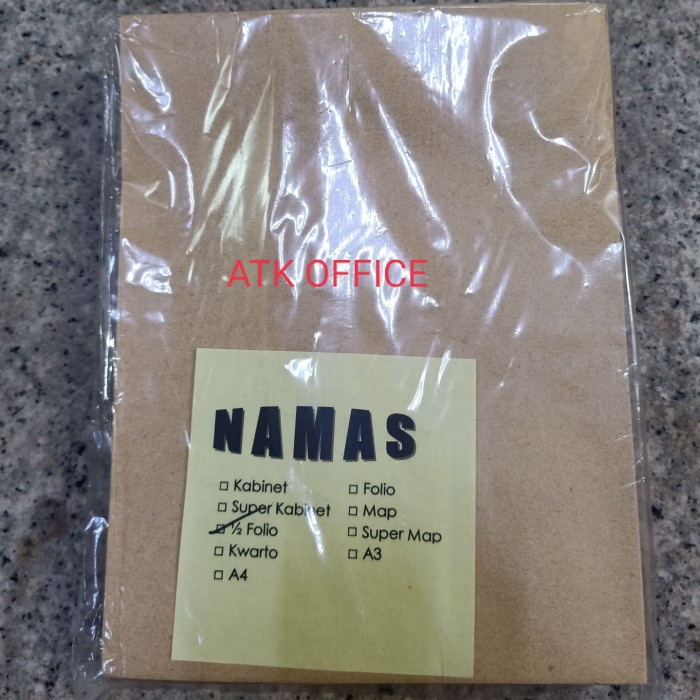 ATK OFFICE
NAMAS
□ Kabinet
□ Super Kabinet
☑ ½ Folio
□ Kwarto
□ A4
□ Folio
□ Map
□ Super Map
□ A3